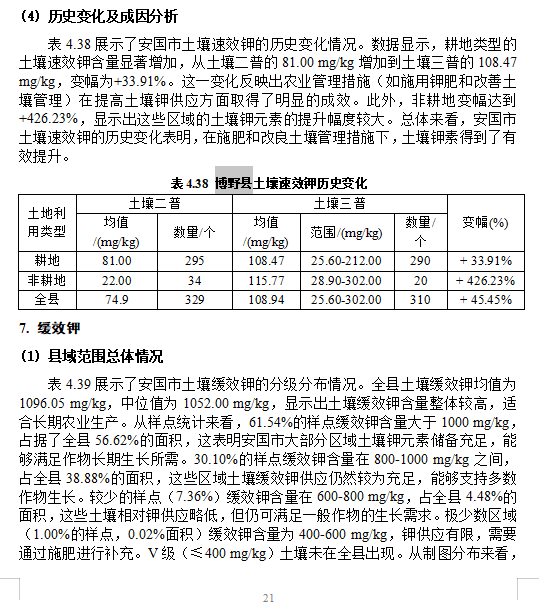 (4) 历史变化及成因分析
表 4.38 展示了安国市土壤速效钾的历史变化情况。数据显示，耕地类型的
土壤速效钾含量显著增加，从土壤二普的 81.00 mg/kg 增加到土壤三普的 108.47
mg/kg，变幅为+33.91%。这一变化反映出农业管理措施（如施用钾肥和改善土
壤管理）在提高土壤钾供应方面取得了明显的成效。此外，非耕地变幅达到
+426.23%，显示出这些区域的土壤钾元素的提升幅度较大。总体来看，安国市
土壤速效钾的历史变化表明，在施肥和改良土壤管理措施下，土壤钾素得到了有
效提升。
表 4.38 博野县土壤速效钾历史变化
土地利用类型 土壤二普 土壤三普 变幅(%)
均值/(mg/kg) 数量/个 均值/(mg/kg) 范围/(mg/kg) 数量/个
耕地 81.00 295 108.47 25.60-212.00 290 + 33.91%
非耕地 22.00 34 115.77 28.90-302.00 20 + 426.23%
全县 74.9 329 108.94 25.60-302.00 310 + 45.45%
7. 缓效钾
(1) 县域范围总体情况
表 4.39 展示了安国市土壤缓效钾的分级分布情况。全县土壤缓效钾均值为
1096.05 mg/kg，中位值为 1052.00 mg/kg，显示出土壤缓效钾含量整体较高，适
合长期农业生产。从样点统计来看，61.54%的样点缓效钾含量大于 1000 mg/kg，
占据了全县 56.62%的面积，这表明安国市大部分区域土壤钾元素储备充足，能
够满足作物长期生长所需。30.10%的样点缓效钾含量在 800-1000 mg/kg 之间，
占全县 38.88%的面积，这些区域土壤缓效钾供应仍然较为充足，能够支持多数
作物生长。较少的样点（7.36%）缓效钾含量在 600-800 mg/kg，占全县 4.48%的
面积，这些土壤相对钾供应略低，但仍可满足一般作物的生长需求。极少数区域
（1.00%的样点，0.02%面积）缓效钾含量为 400-600 mg/kg，钾供应有限，需要
通过施肥进行补充。V 级（≤400 mg/kg）土壤未在全县出现。从制图分布来看，
21